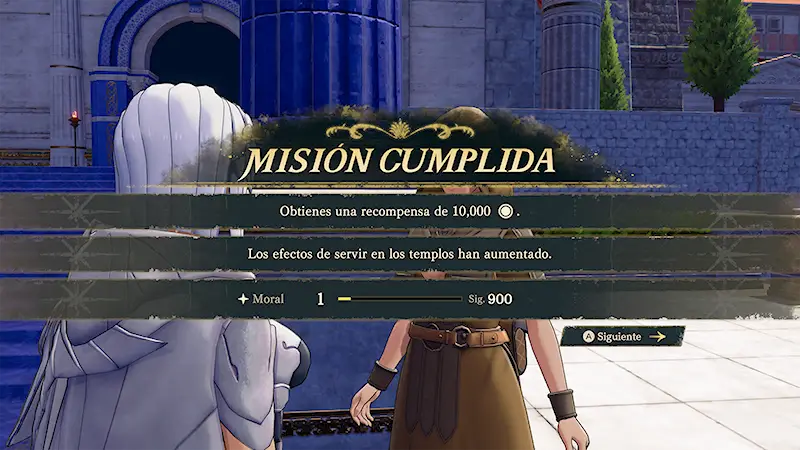 MISIÓN CUMPLIDA
Obtienes una recompensa de 10,000 .
Los efectos de servir en los templos han aumentado.
Moral 1 Sig. 900
A Siguiente